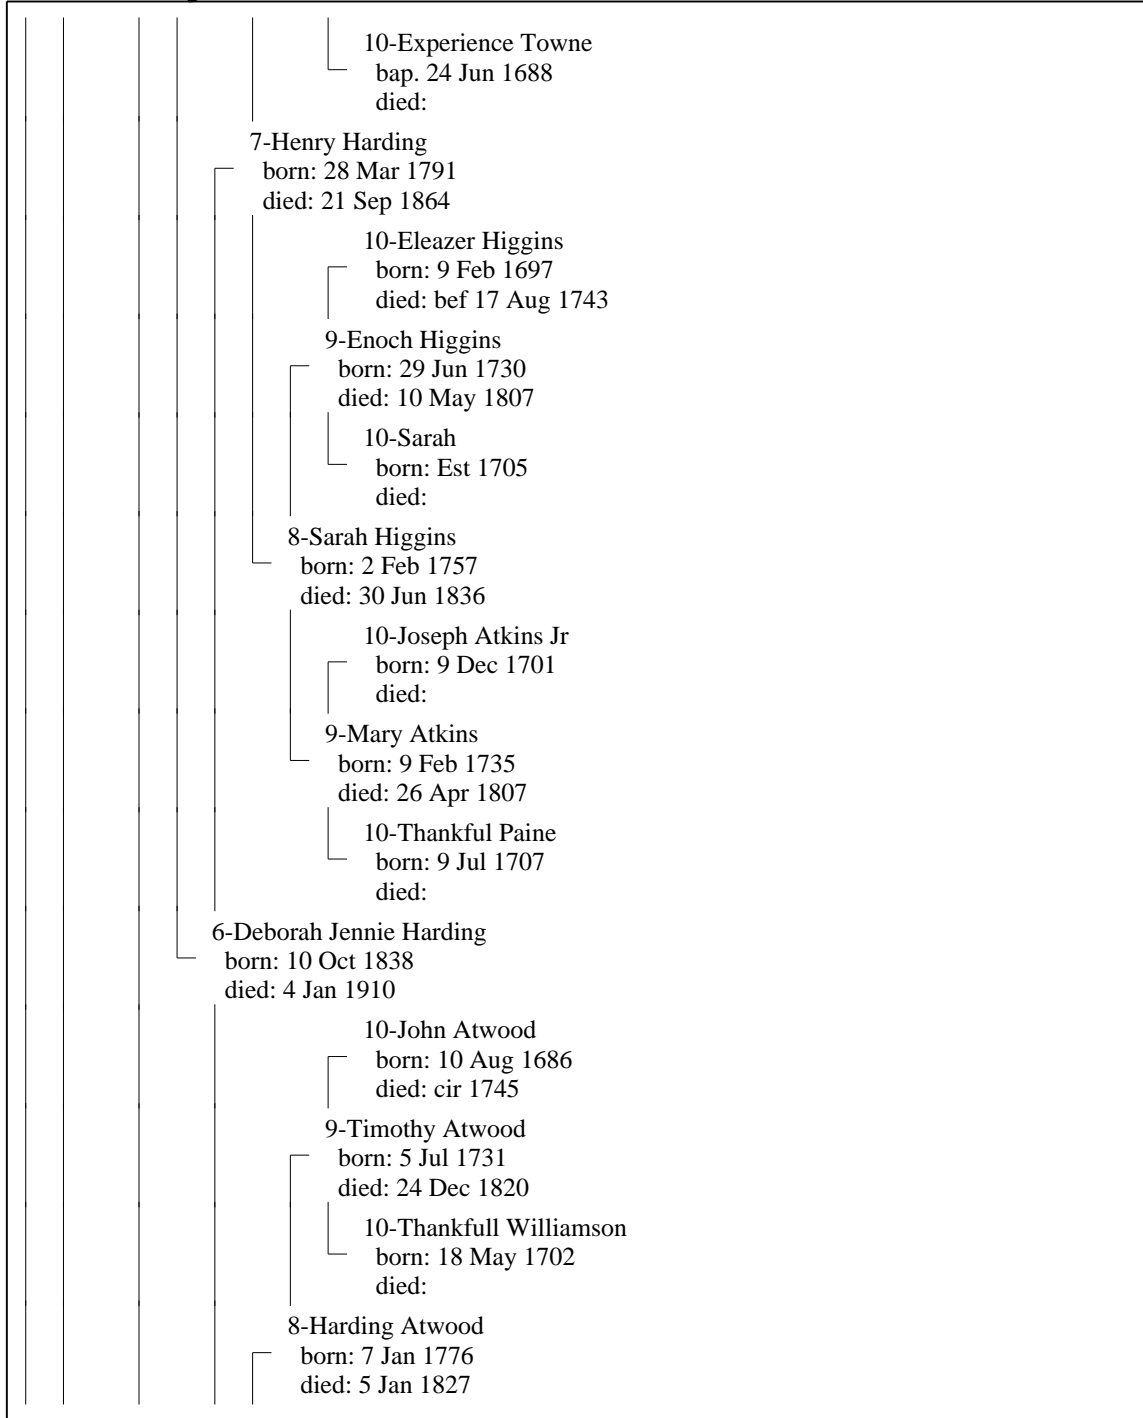 10-Experience Towne
bap. 24 Jun 1688
died:
7-Henry Harding
born: 28 Mar 1791
died: 21 Sep 1864
10-Eleazer Higgins
born: 9 Feb 1697
died: bef 17 Aug 1743
9-Enoch Higgins
born: 29 Jun 1730
died: 10 May 1807
10-Sarah
born: Est 1705
died:
8-Sarah Higgins
born: 2 Feb 1757
died: 30 Jun 1836
10-Joseph Atkins Jr
born: 9 Dec 1701
died:
9-Mary Atkins
born: 9 Feb 1735
died: 26 Apr 1807
10-Thankful Paine
born: 9 Jul 1707
died:
6-Deborah Jennie Harding
born: 10 Oct 1838
died: 4 Jan 1910
10-John Atwood
born: 10 Aug 1686
died: cir 1745
9-Timothy Atwood
born: 5 Jul 1731
died: 24 Dec 1820
10-Thankfull Williamson
born: 18 May 1702
died:
8-Harding Atwood
born: 7 Jan 1776
died: 5 Jan 1827